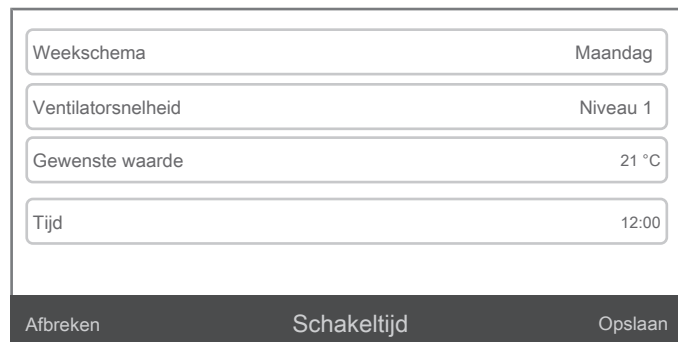 Weekschema Maandag
Ventilatorsnelheid Niveau 1
Gewenste waarde 21 °C
Tijd 12:00
Afbreken Schakeltijd Opslaan